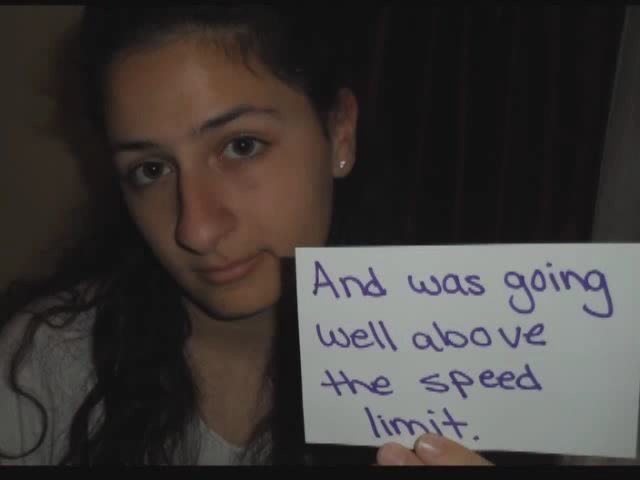 And was going
well above
the speed
limit.